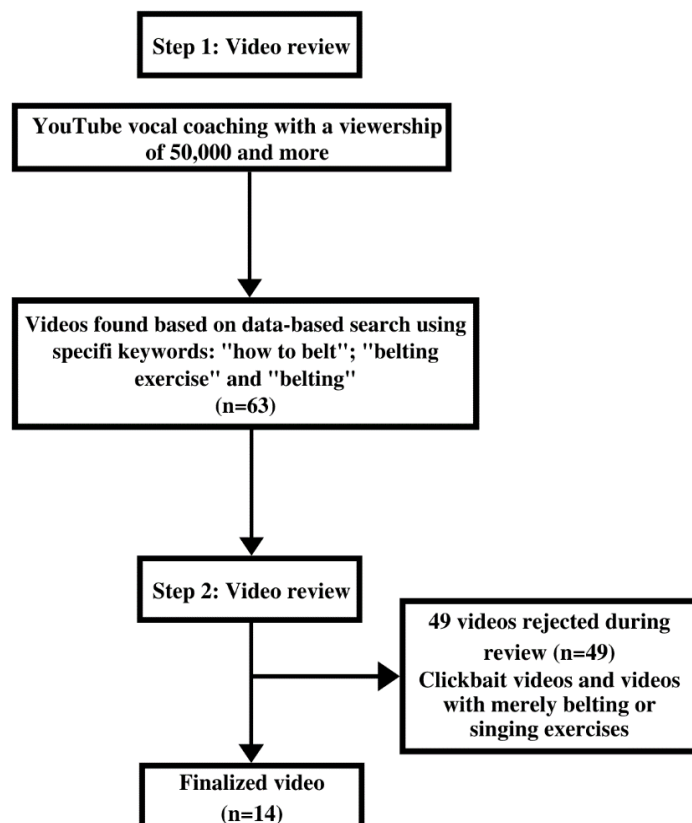 Step 1: Video review
YouTube vocal coaching with a viewership
of 50,000 and more
Videos found based on data-based search using
specifi keywords: "how to belt"; "belting
exercise" and "belting"
(n=63)
Step 2: Video review
49 videos rejected during
review (n=49)
Clickbait videos and videos
with merely belting or
singing exercises
Finalized video
(n=14)